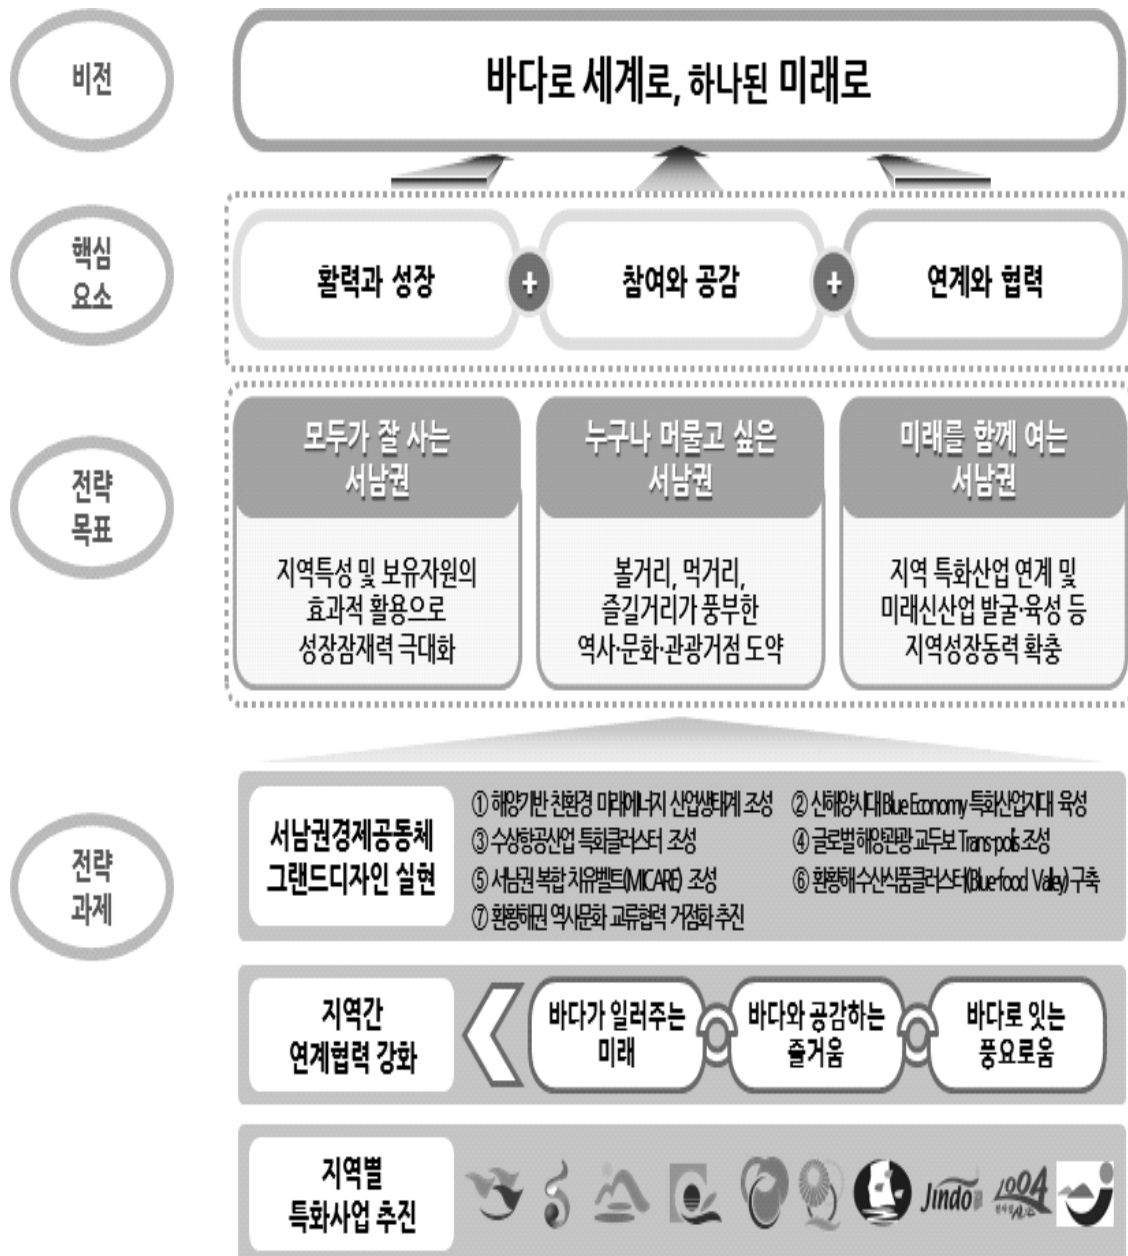 비전
바다로 세계로, 하나된 미래로
핵심
요소
활력과 성장
+
참여와 공감
+
연계와 협력
전략
목표
모두가 잘 사는
서남권
지역특성 및 보유자원의
효과적 활용으로
성장잠재력 극대화
누구나 머물고 싶은
서남권
볼거리, 먹거리,
즐길거리가 풍부한
역사·문화·관광거점 도약
미래를 함께 여는
서남권
지역 특화산업 연계 및
미래신산업 발굴·육성 등
지역성장동력 확충
전략
과제
서남권경제공동체
그랜드디자인 실현
① 해양기반 친환경 미래에너지 산업생태계 조성
② 신해양시대 Blue Economy 특화산업지대 육성
③ 수상항공산업 특화클러스터 조성
④ 글로벌 해양관광 교두보 Trans-polis 조성
⑤ 서남권 복합 치유벨트(MICARE) 조성
⑥ 환황해 수산식품클러스터(Blue-food Valley) 구축
⑦ 환황해권 역사문화 교류협력 거점화 추진
지역간
연계협력 강화
바다가 일러주는
미래
바다와 공감하는
즐거움
바다로 잇는
풍요로움
지역별
특화사업 추진
Jindo
1004